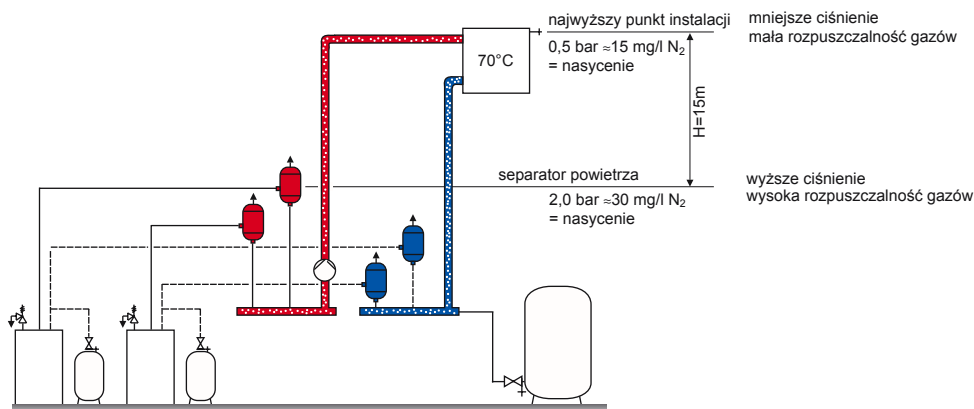 najwyższy punkt instalacji
mniejsze ciśnienie
mała rozpuszczalność gazów
0,5 bar ≈15 mg/l N₂
= nasycenie
70°C
H=15m
separator powietrza
wyższe ciśnienie
wysoka rozpuszczalność gazów
2,0 bar ≈30 mg/l N₂
= nasycenie